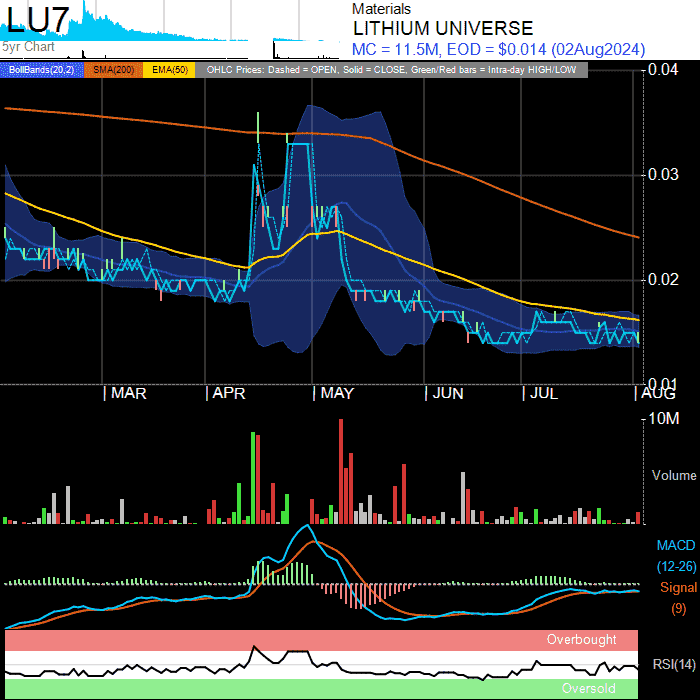 LU7
5yr Chart
Materials
LITHIUM UNIVERSE
MC = 11.5M, EOD = $0.014 (02Aug2024)
BollBands(20,2) SMA(200) EMA(50) OHLC Prices: Dashed = OPEN, Solid = CLOSE, Green/Red bars = Intra-day HIGH/LOW
0.04
0.03
0.02
0.01
MAR APR MAY JUN JUL AUG
10M
Volume
MACD
(12-26)
Signal
(9)
Overbought
RSI(14)
Oversold